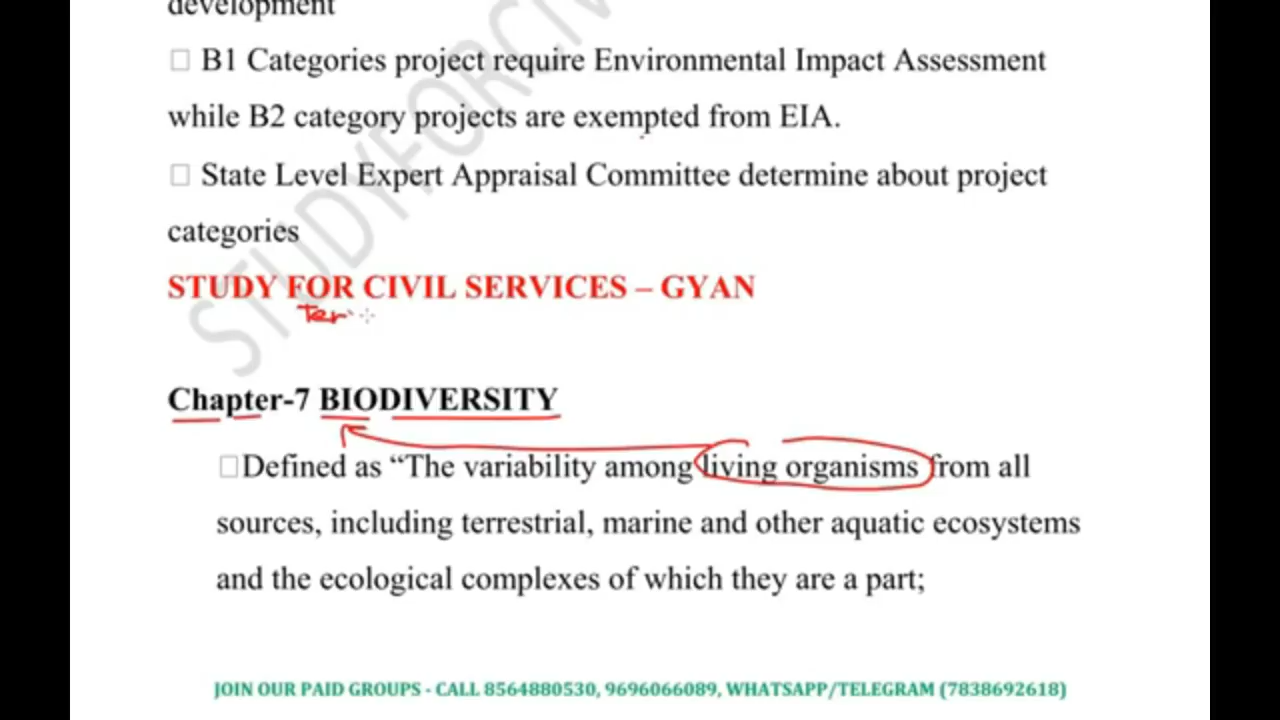 development
B1 Categories project require Environmental Impact Assessment
while B2 category projects are exempted from EIA.
State Level Expert Appraisal Committee determine about project
categories
STUDY FOR CIVIL SERVICES – GYAN
Ter
Chapter-7 BIODIVERSITY
Defined as “The variability among living organisms from all
sources, including terrestrial, marine and other aquatic ecosystems
and the ecological complexes of which they are a part;
STUDYFORCIV
JOIN OUR PAID GROUPS - CALL 8564880530, 9696066089, WHATSAPP/TELEGRAM (7838692618)